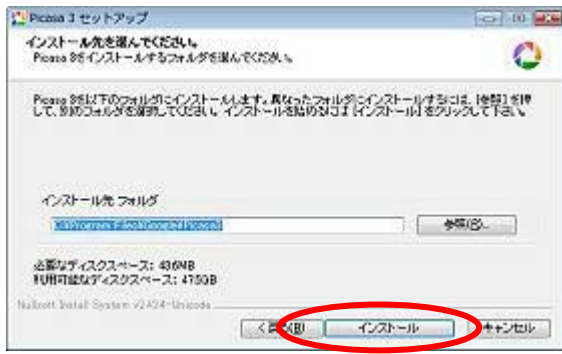 Picasa 3 セットアップ
インストール先を選んでください。
Picasa 3をインストールするフォルダを選んでください。
Picasa 3を以下のフォルダにインストールします。異なったフォルダにインストールするには、[参照] を押
して、別のフォルダを選択してください。インストールを始めるには [インストール] をクリックして下さい。
インストール先 フォルダ
C:\Program Files\Google\Picasa3
参照(R)...
必要なディスクスペース:
利用可能なディスクスペース:
Nullsoft Install System v2.42.4-Unicode
< 戻る(B)
インストール
キャンセル